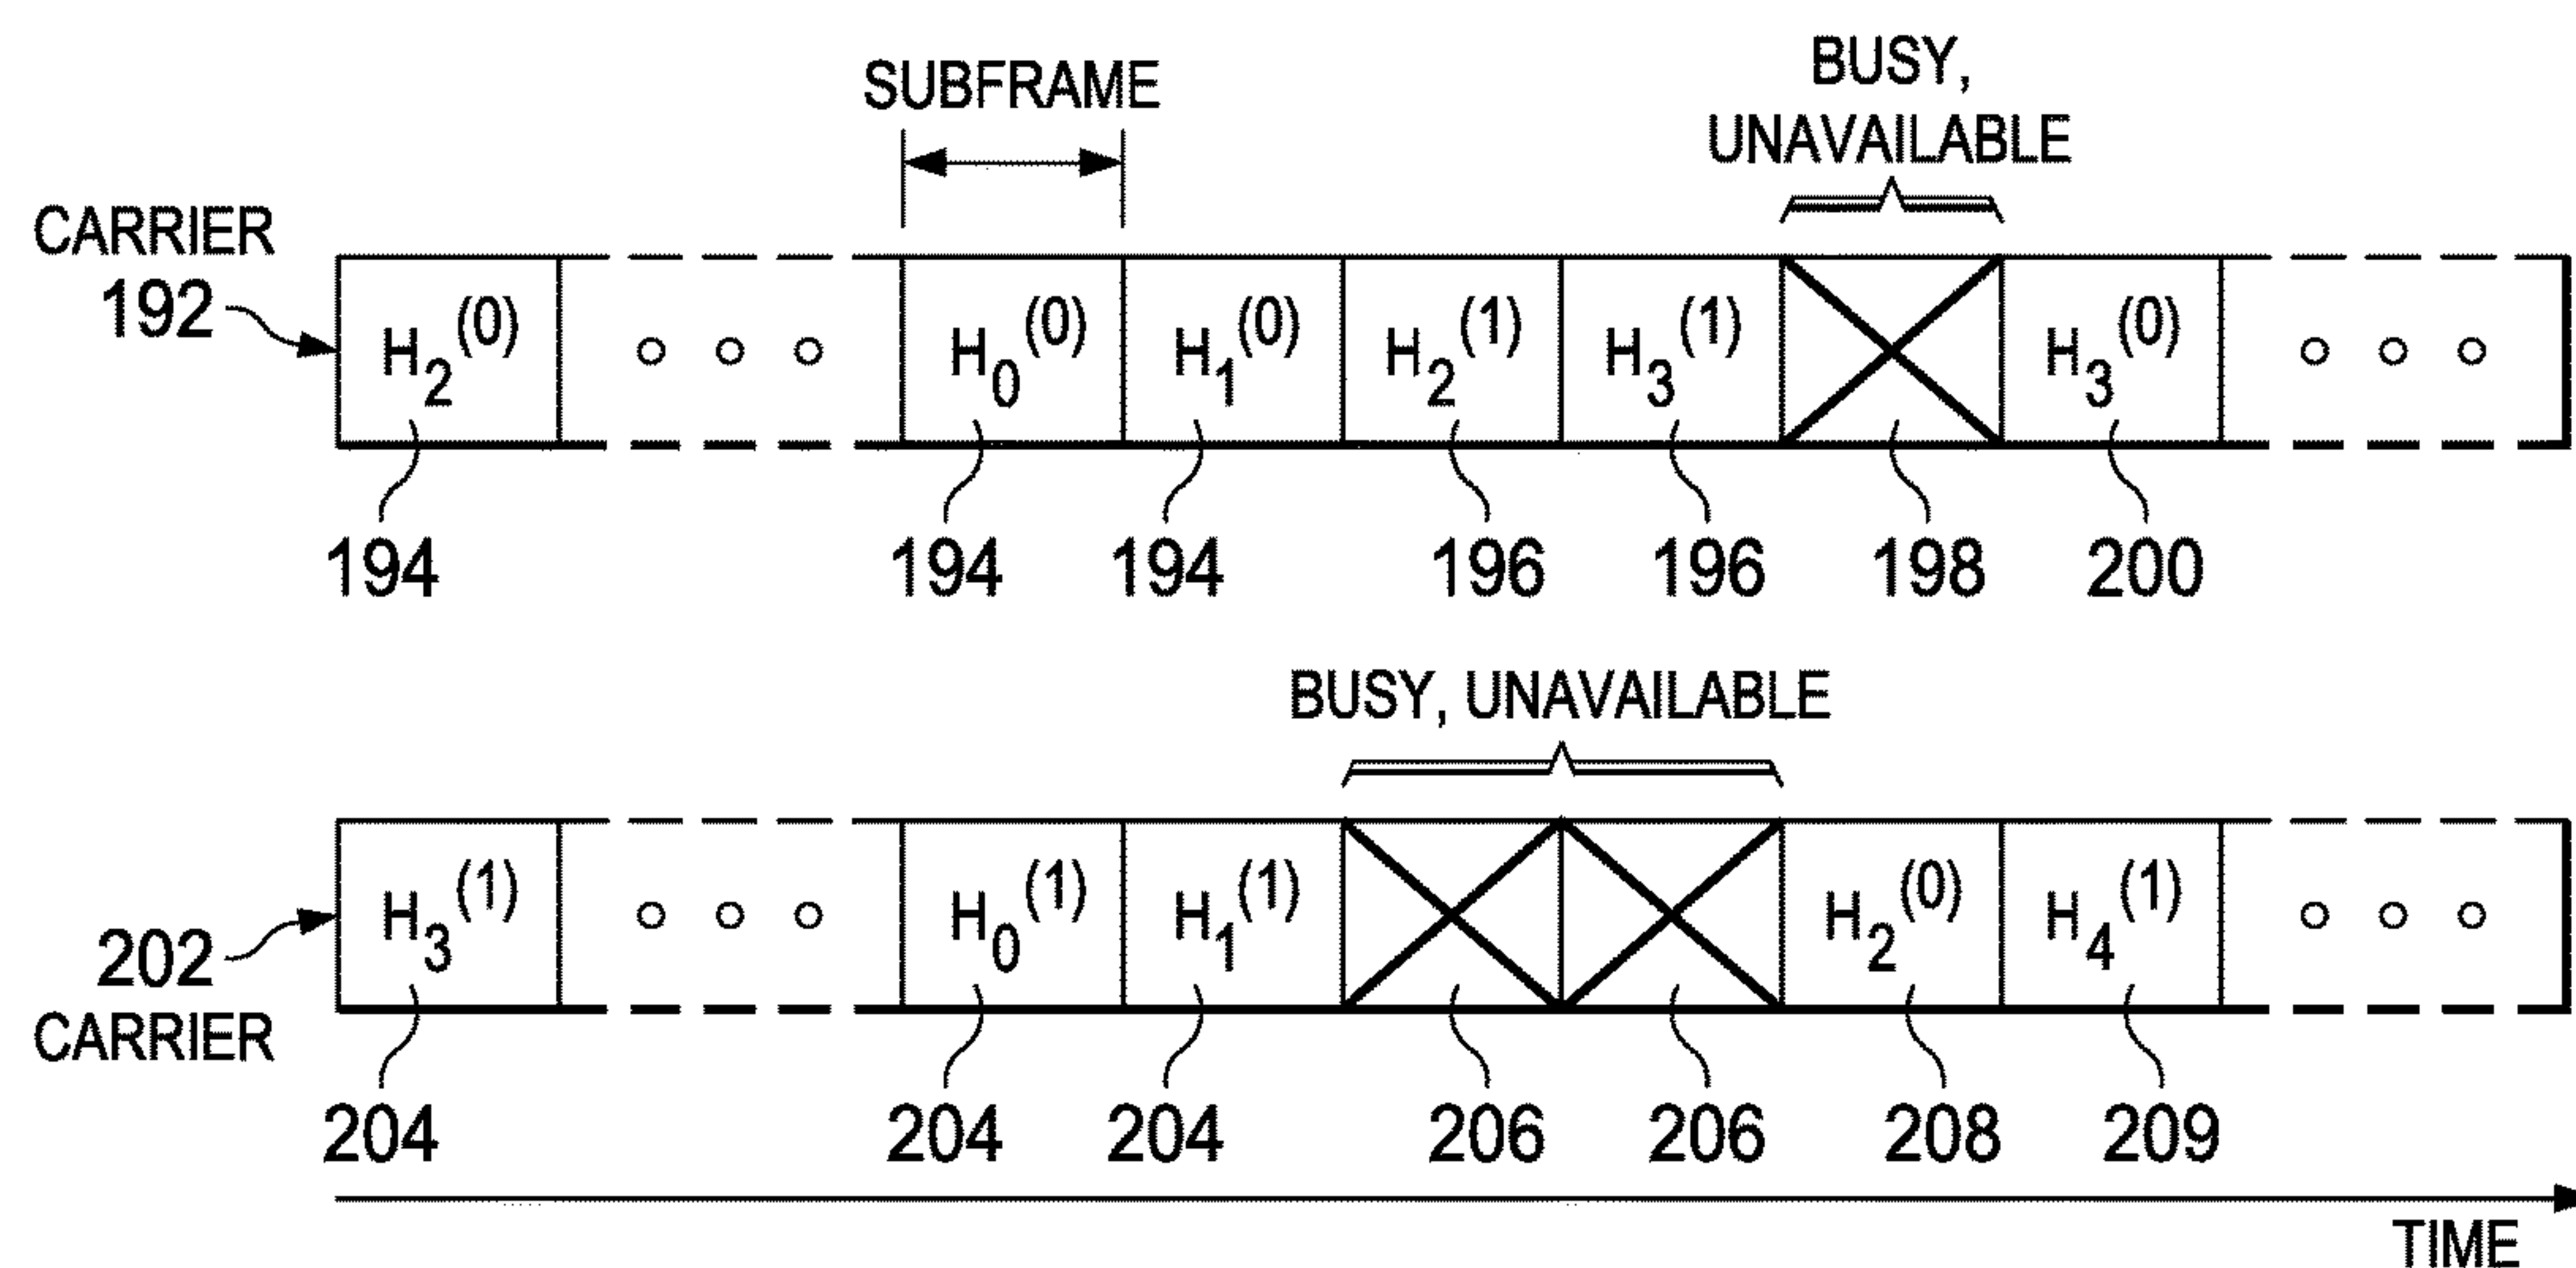 BUSY,
SUBFRAME
UNAVAILABLE
CARRIER
192
H2(0) H0(0) H1(0) H2(1) H3(1) H3(0)
194 194 194 196 196 198 200
BUSY, UNAVAILABLE
H3(1) H0(1) H1(1) H2(0) H4(1)
202
CARRIER
204 204 204 206 206 208 209
TIME